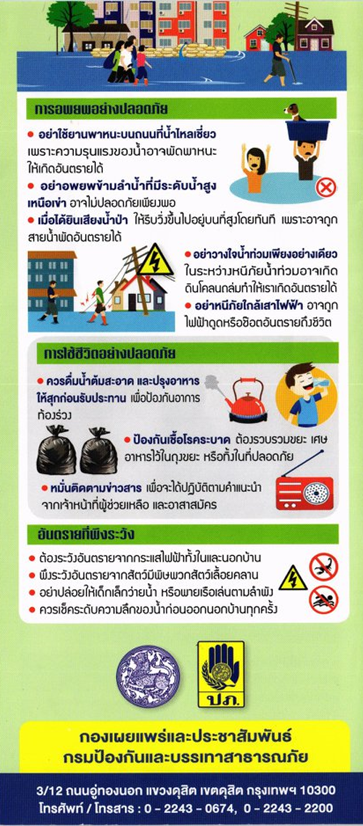 การอพยพอย่างปลอดภัย
● อย่าใช้ยานพาหนะบนถนนที่น้ำไหลเชี่ยว
เพราะความรุนแรงของน้ำอาจพัดพาหนะ
ให้เกิดอันตรายได้
● อย่าอพยพข้ามลำน้ำที่มีระดับน้ำสูง
เหนือเข่า อาจไม่ปลอดภัยเพียงพอ
● เมื่อได้ยินเสียงน้ำป่า ให้รีบวิ่งขึ้นไปอยู่บนที่สูงโดยทันที เพราะอาจถูก
สายน้ำพัดอันตรายได้
● อย่าวางใจน้ำท่วมเพียงอย่างเดียว
ในระหว่างหนีภัยน้ำท่วมอาจเกิด
ดินโคลนถล่มทำให้เราเกิดอันตรายได้
● อย่าหนีภัยใกล้เสาไฟฟ้า อาจถูก
ไฟฟ้าดูดหรือช๊อตอันตรายถึงชีวิต
การใช้ชีวิตอย่างปลอดภัย
● ควรดื่มน้ำต้มสะอาด และปรุงอาหาร
ให้สุกก่อนรับประทาน เพื่อป้องกันอาการ
ท้องร่วง
● ป้องกันเชื้อโรคระบาด ต้องรวบรวมขยะ เศษ
อาหารไว้ในถุงขยะ หรือทิ้งในที่ปลอดภัย
● หมั่นติดตามข่าวสาร เพื่อจะได้ปฏิบัติตามคำแนะนำ
จากเจ้าหน้าที่ผู้ช่วยเหลือ และอาสาสมัคร
อันตรายที่พึงระวัง
● ต้องระวังอันตรายจากกระแสไฟฟ้าทั้งในและนอกบ้าน
● พึงระวังอันตรายจากสัตว์มีพิษพวกสัตว์เลื้อยคลาน
● อย่าปล่อยให้เด็กเล็กว่ายน้ำ หรือพายเรือเล่นตามลำพัง
● ควรเช็คระดับความลึกของน้ำก่อนออกนอกบ้านทุกครั้ง
ปภ.
กองเผยแพร่และประชาสัมพันธ์
กรมป้องกันและบรรเทาสาธารณภัย
3/12 ถนนอู่ทองนอก แขวงดุสิต เขตดุสิต กรุงเทพฯ 10300
โทรศัพท์ / โทรสาร : 0 - 2243 - 0674, 0 - 2243 - 2200